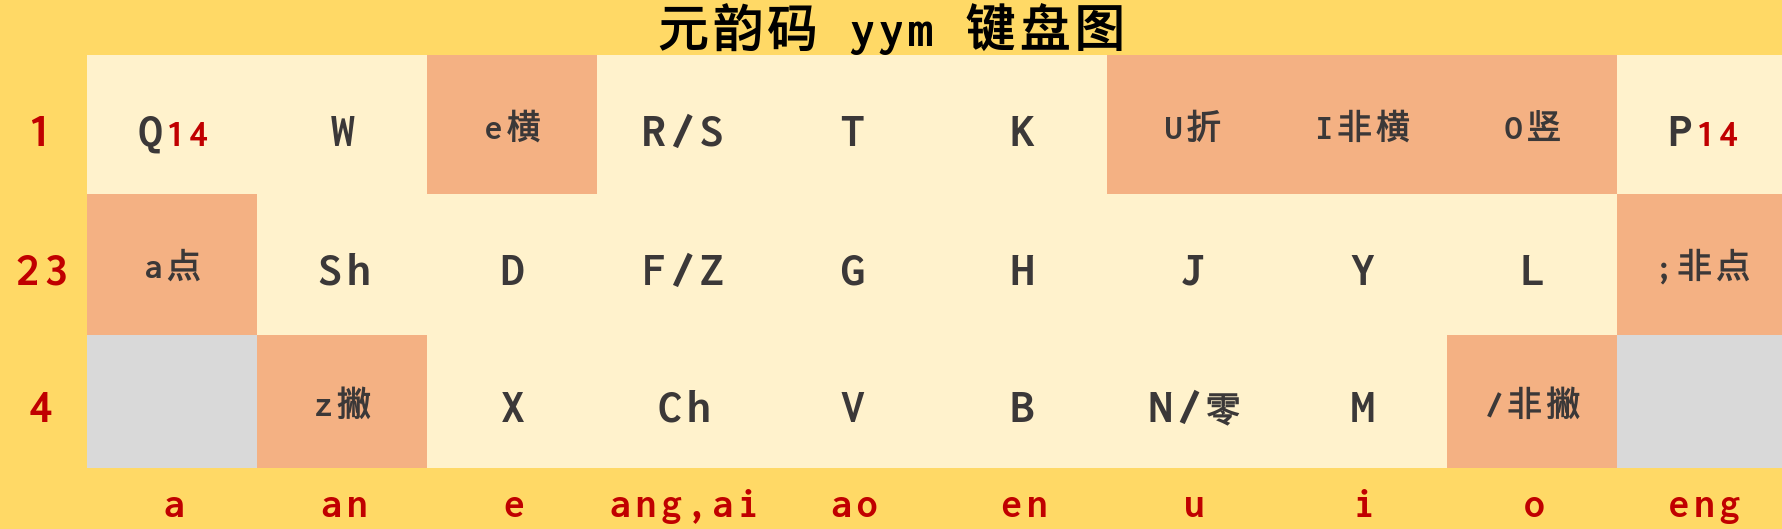 元韵码 yym 键盘图
1 Q14 W e横 R/S T K U折 I非横 O竖 P14
23 a点 Sh D F/Z G H J Y L ;非点
4 z撇 X Ch V B N/零 M /非撇
a an e ang,ai ao en u i o eng